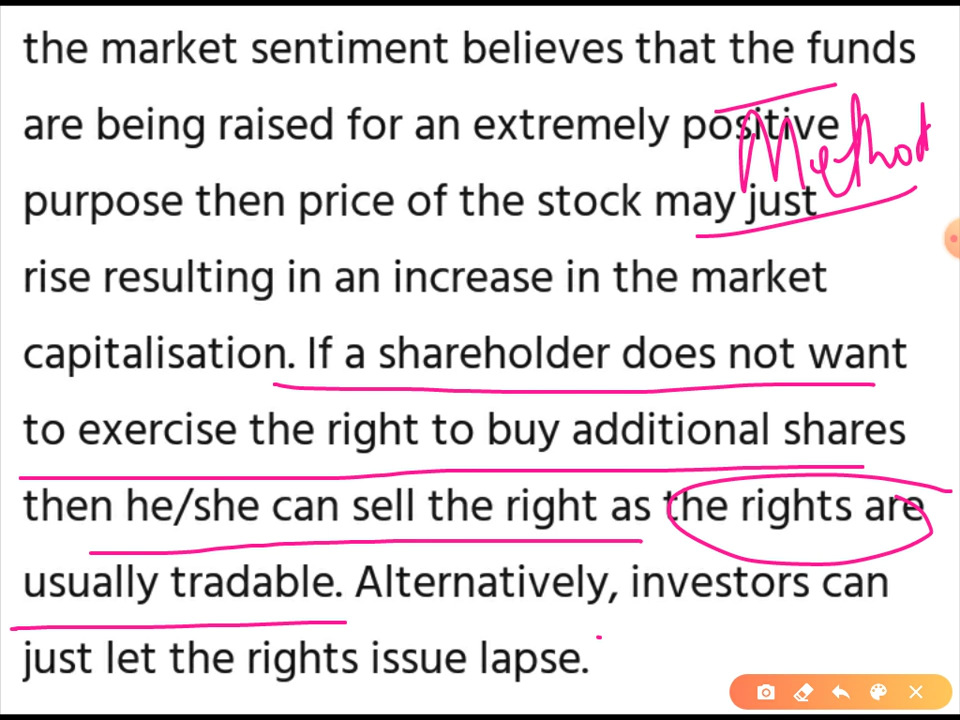 the market sentiment believes that the funds
are being raised for an extremely positive
Method
purpose then price of the stock may just
rise resulting in an increase in the market
capitalisation. If a shareholder does not want
to exercise the right to buy additional shares
then he/she can sell the right as the rights are
usually tradable. Alternatively, investors can
just let the rights issue lapse.